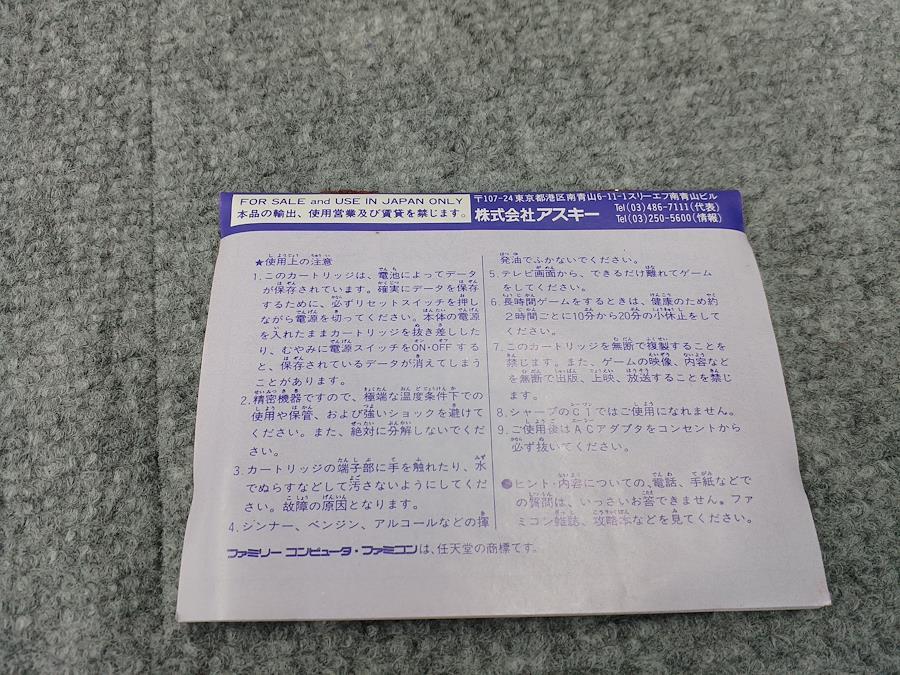 FOR SALE and USE IN JAPAN ONLY
本品の輸出、使用営業及び賃貸を禁じます。
〒107-24 東京都港区南青山6-11-1スリーエフ南青山ビル
株式会社アスキー
Tel(03)486-7111(代表)
Tel(03)250-5600(情報)
★使用上の注意
1.このカートリッジは、電池によってデータ
が保存されています。確実にデータを保存
するために、必ずリセットスイッチを押し
ながら電源を切ってください。本体の電源
を入れたままカートリッジを抜き差しした
り、むやみに電源スイッチをON・OFFする
と、保存されているデータが消えてしまう
ことがあります。
2.精密機器ですので、極端な温度条件下での
使用や保管、および強いショックを避けて
ください。また、絶対に分解しないでくだ
さい。
3.カートリッジの端子部に手を触れたり、水
でぬらすなどして汚さないようにしてくだ
さい。故障の原因となります。
4.シンナー、ベンジン、アルコールなどの揮
発油でふかないでください。
5.テレビ画面から、できるだけ離れてゲーム
をしてください。
6.長時間ゲームをするときは、健康のため約
2時間ごとに10分から20分の小休止をして
ください。
7.このカートリッジを無断で複製することを
禁じます。また、ゲームの映像、内容など
を無断で出版、上映、放送することを禁じ
ます。
8.シャープのC1ではご使用になれません。
9.ご使用後はACアダプタをコンセントから
必ず抜いてください。
●ヒント・内容についての、電話、手紙などで
の質問は、いっさいお答できません。ファ
ミコン雑誌、攻略本などを見てください。
ファミリーコンピュータ・ファミコンは、任天堂の商標です。